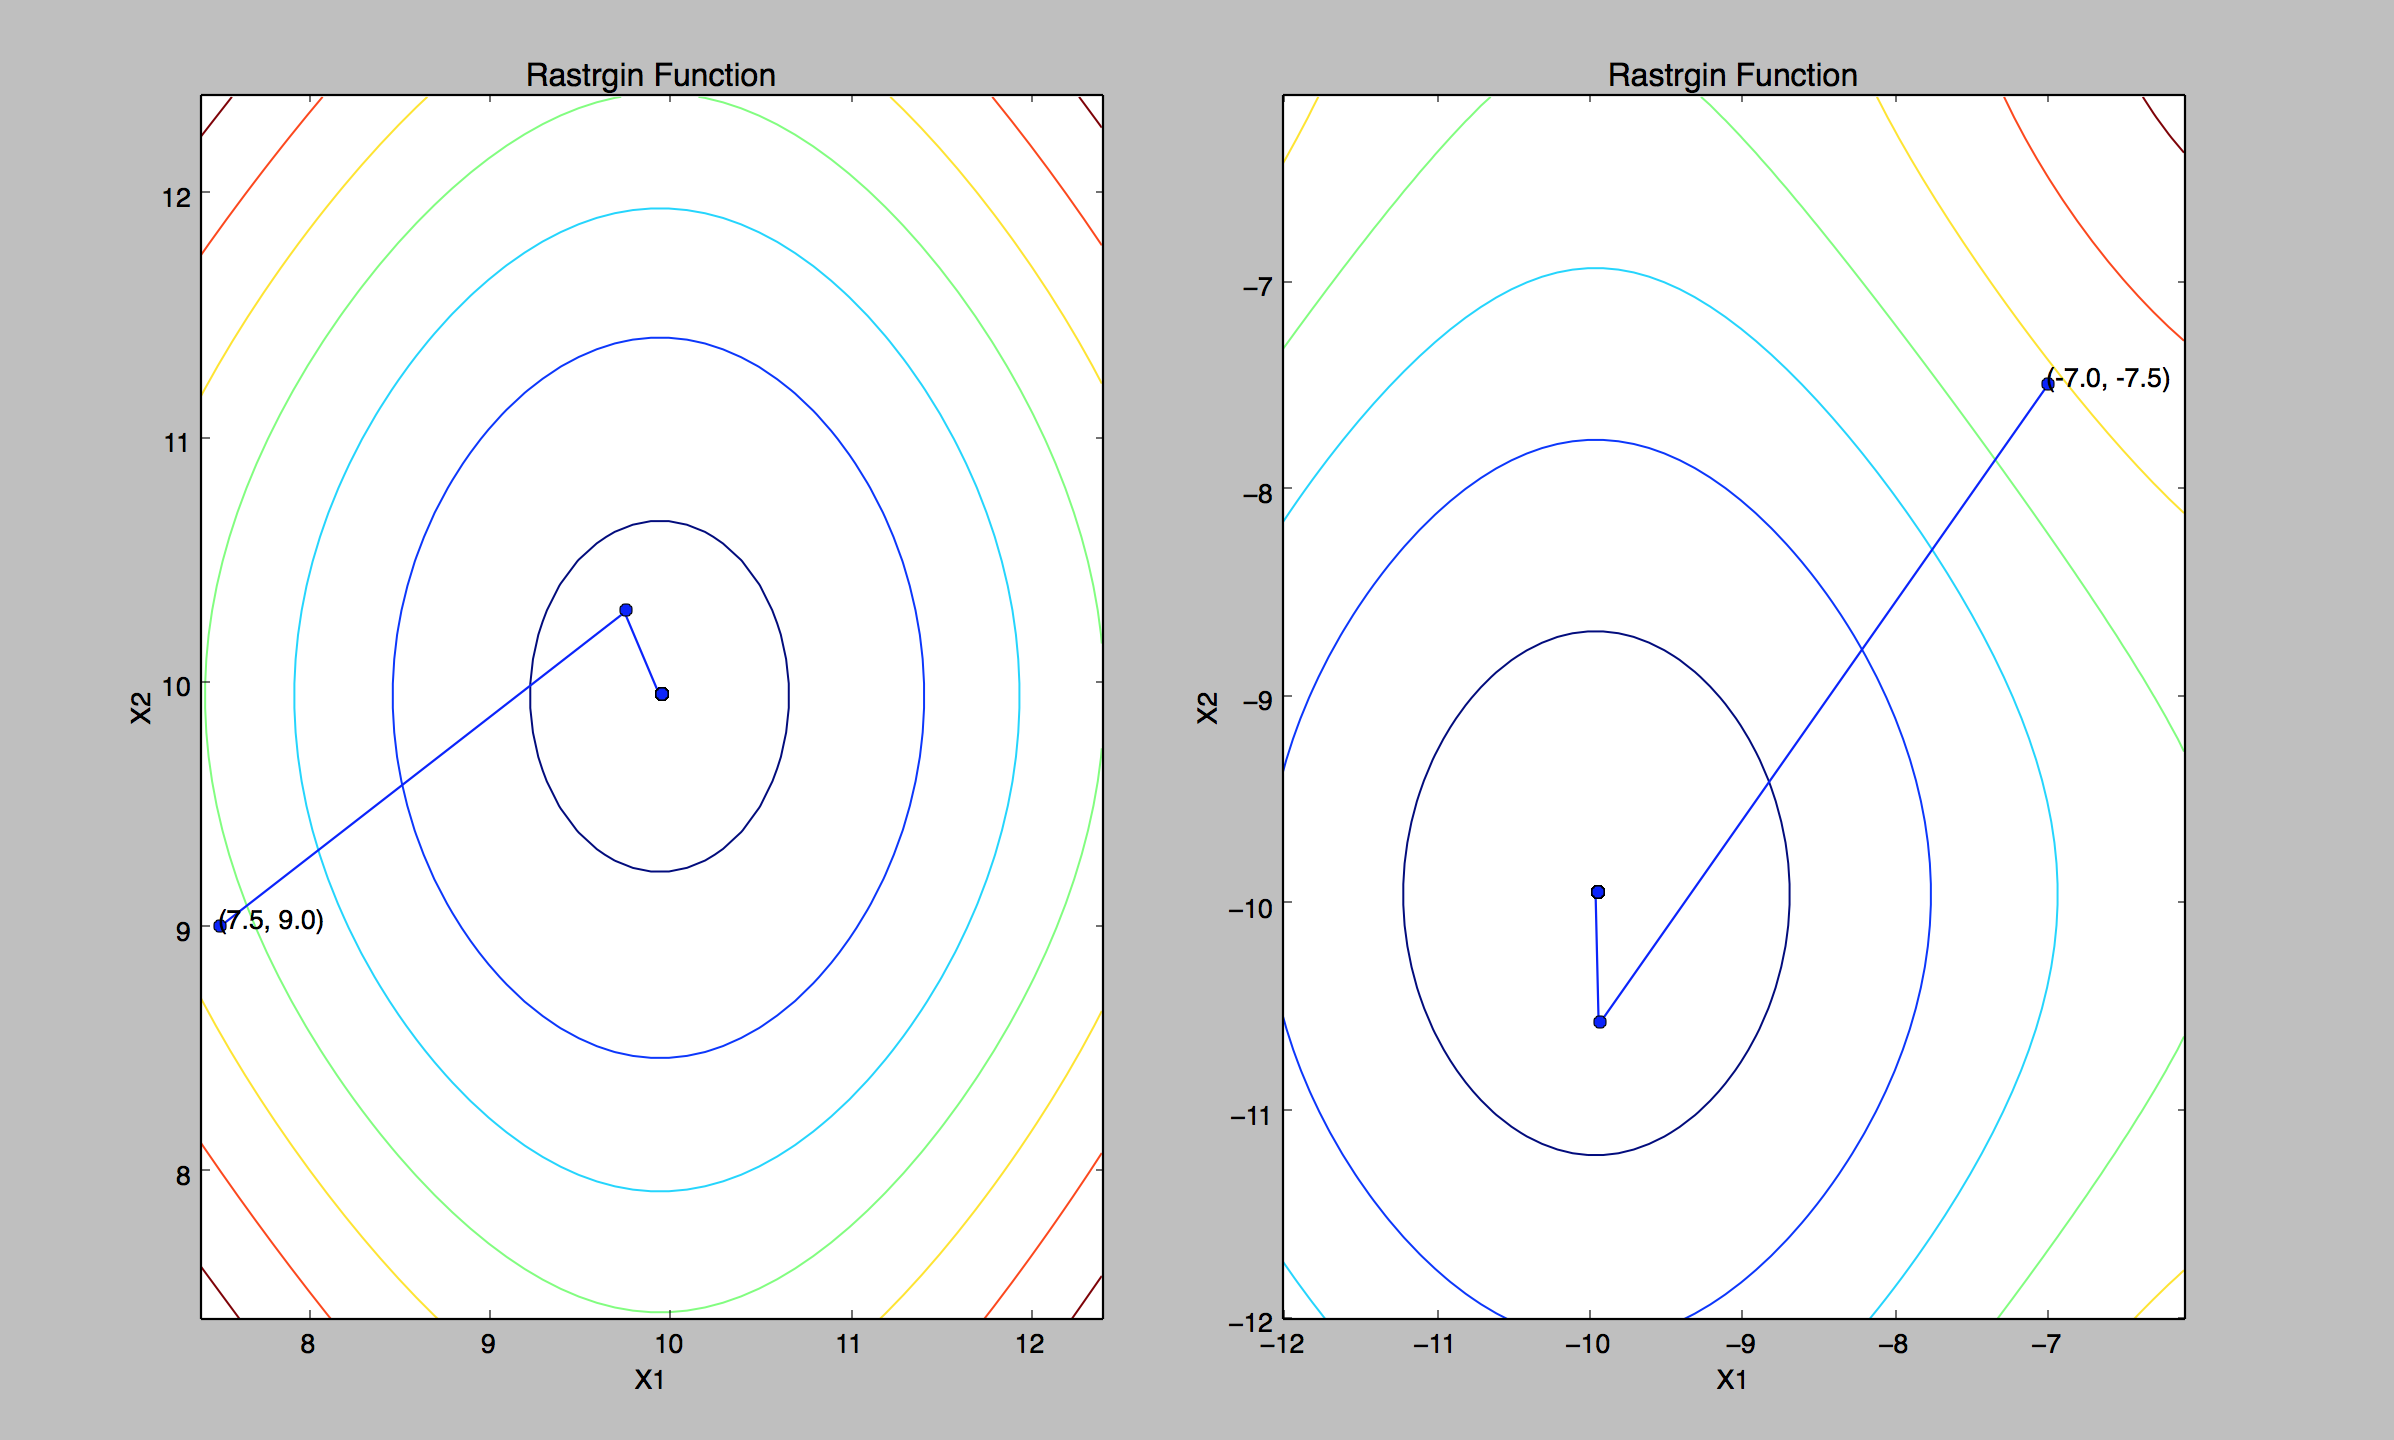 Rastrgin Function
12
11
10
9
8
X2
(7.5, 9.0)
8 9 10 11 12
X1
Rastrgin Function
−7
−8
−9
−10
−11
−12
X2
(-7.0, -7.5)
−12 −11 −10 −9 −8 −7
X1